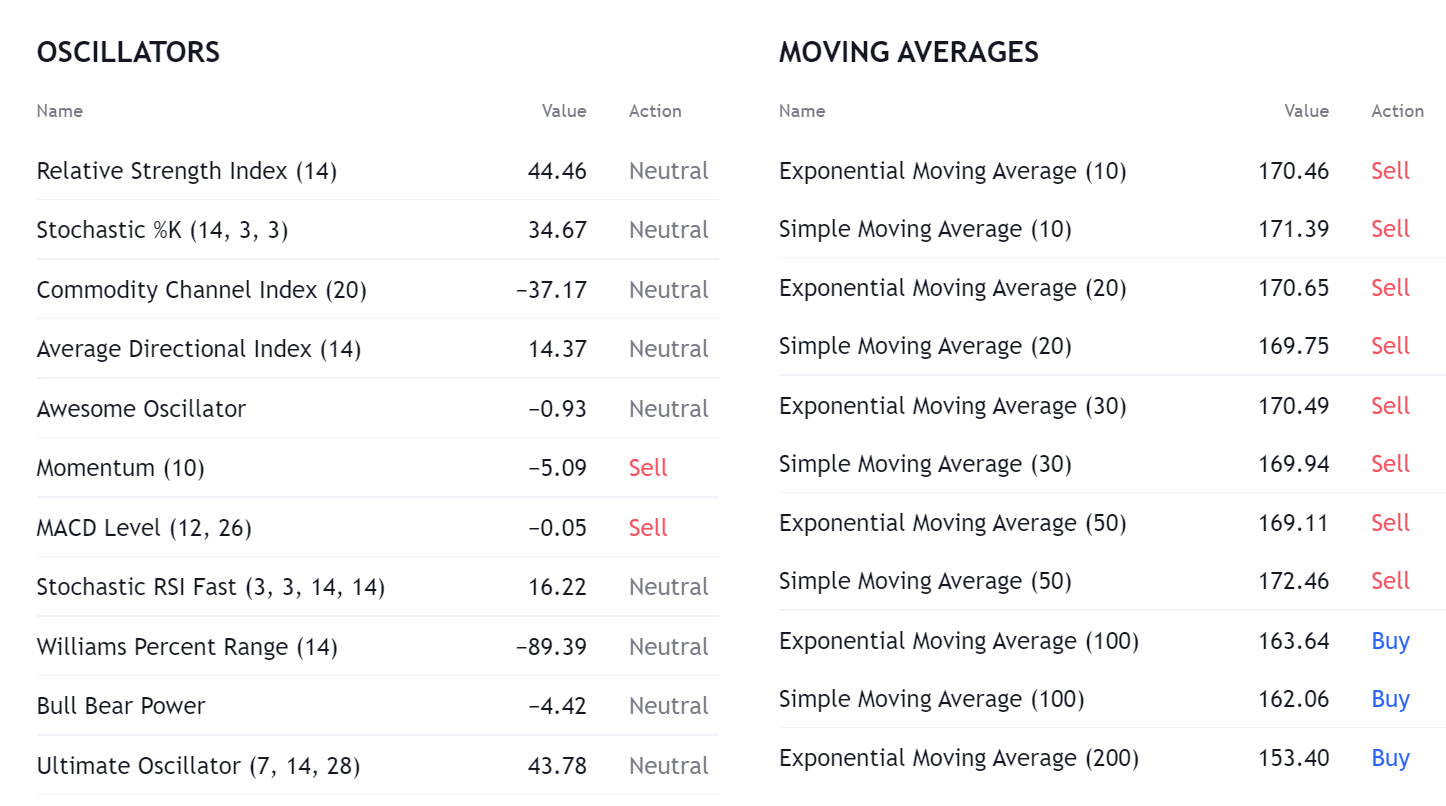 OSCILLATORS
Name Value Action
Relative Strength Index (14) 44.46 Neutral
Stochastic %K (14, 3, 3) 34.67 Neutral
Commodity Channel Index (20) −37.17 Neutral
Average Directional Index (14) 14.37 Neutral
Awesome Oscillator −0.93 Neutral
Momentum (10) −5.09 Sell
MACD Level (12, 26) −0.05 Sell
Stochastic RSI Fast (3, 3, 14, 14) 16.22 Neutral
Williams Percent Range (14) −89.39 Neutral
Bull Bear Power −4.42 Neutral
Ultimate Oscillator (7, 14, 28) 43.78 Neutral
MOVING AVERAGES
Name Value Action
Exponential Moving Average (10) 170.46 Sell
Simple Moving Average (10) 171.39 Sell
Exponential Moving Average (20) 170.65 Sell
Simple Moving Average (20) 169.75 Sell
Exponential Moving Average (30) 170.49 Sell
Simple Moving Average (30) 169.94 Sell
Exponential Moving Average (50) 169.11 Sell
Simple Moving Average (50) 172.46 Sell
Exponential Moving Average (100) 163.64 Buy
Simple Moving Average (100) 162.06 Buy
Exponential Moving Average (200) 153.40 Buy